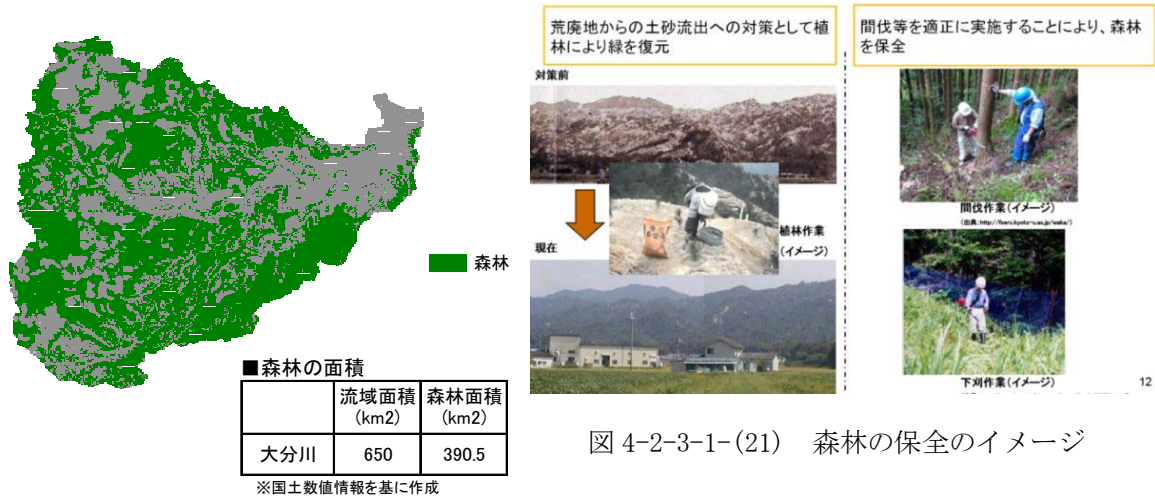 森林
■森林の面積
流域面積
(km2)
森林面積
(km2)
大分川
650
390.5
※国土数値情報を基に作成
荒廃地からの土砂流出への対策として植
林により緑を復元
対策前
植林作業
(イメージ)
現在
間伐等を適正に実施することにより、森林
を保全
間伐作業(イメージ)
下刈作業(イメージ)
12
図 4-2-3-1-(21) 森林の保全のイメージ